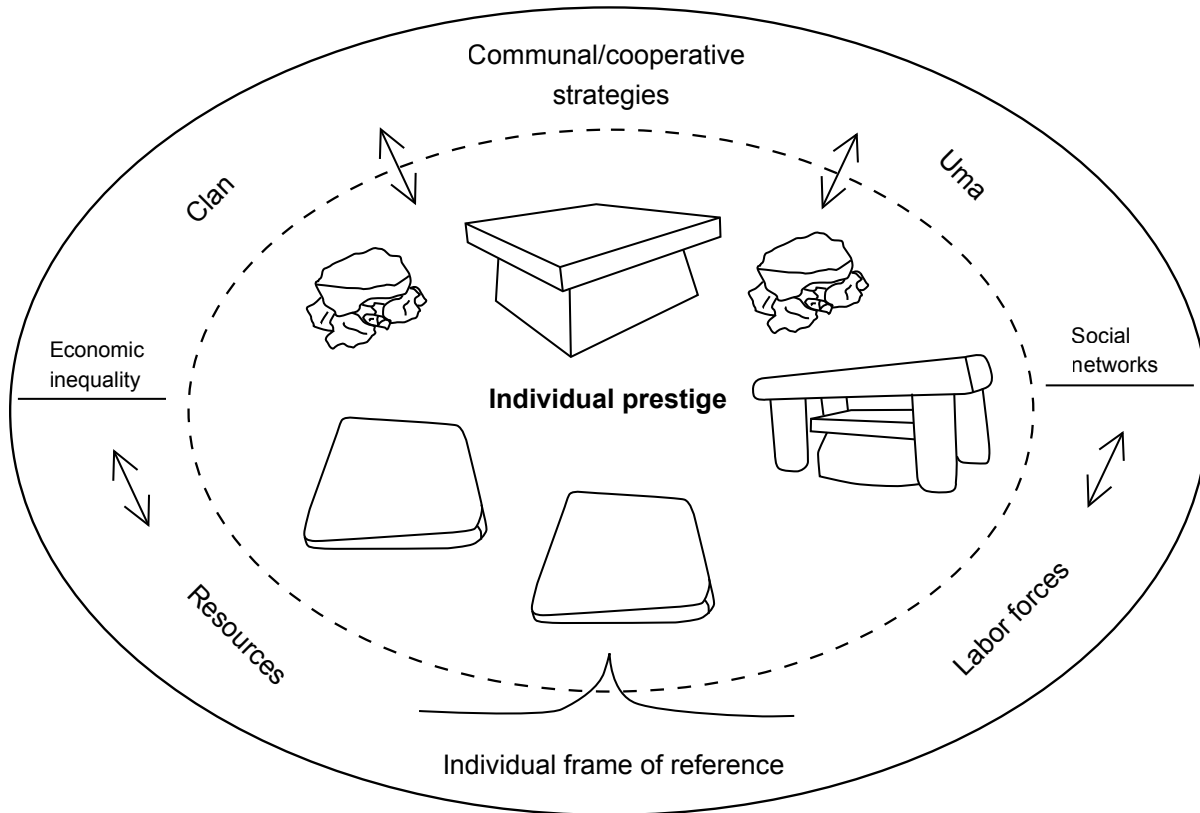 Communal/cooperative
strategies
Clan
Uma
Economic
inequality
Social
networks
Individual prestige
Resources
Labor forces
Individual frame of reference